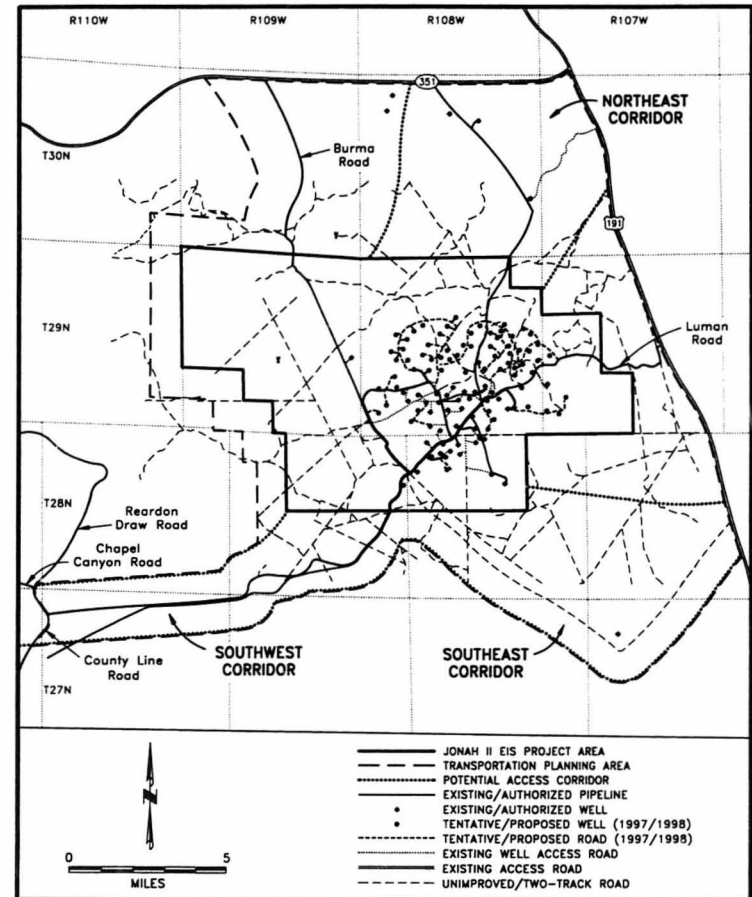 R110W
R109W
R108W
R107W
351
NORTHEAST
CORRIDOR
T30N
Burma
Road
191
T29N
Luman
Road
T28N
Reardon
Draw Road
Chapel
Canyon Road
SOUTHWEST
CORRIDOR
SOUTHEAST
CORRIDOR
County Line
Road
T27N
N
0
5
MILES
JONAH II EIS PROJECT AREA
TRANSPORTATION PLANNING AREA
POTENTIAL ACCESS CORRIDOR
EXISTING/AUTHORIZED PIPELINE
EXISTING/AUTHORIZED WELL
TENTATIVE/PROPOSED WELL (1997/1998)
TENTATIVE/PROPOSED ROAD (1997/1998)
EXISTING WELL ACCESS ROAD
EXISTING ACCESS ROAD
UNIMPROVED/TWO-TRACK ROAD